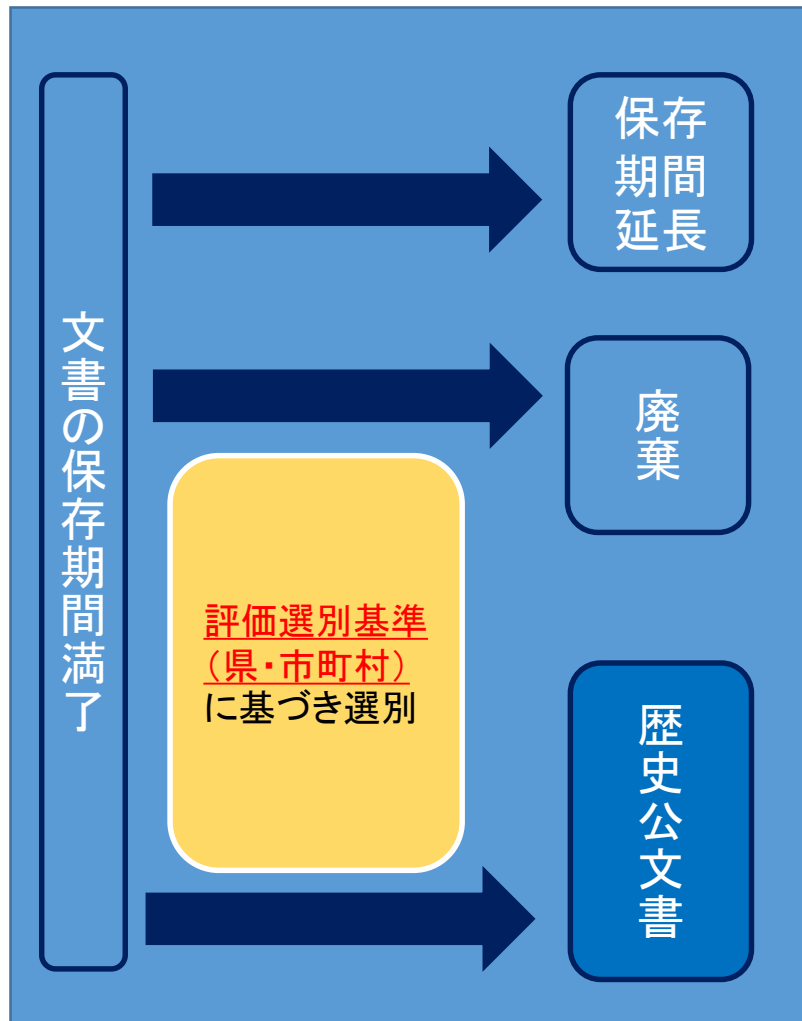 文書の保存期間満了
保存
期間
延長
廃棄
評価選別基準
（県・市町村）
に基づき選別
歴史公文書